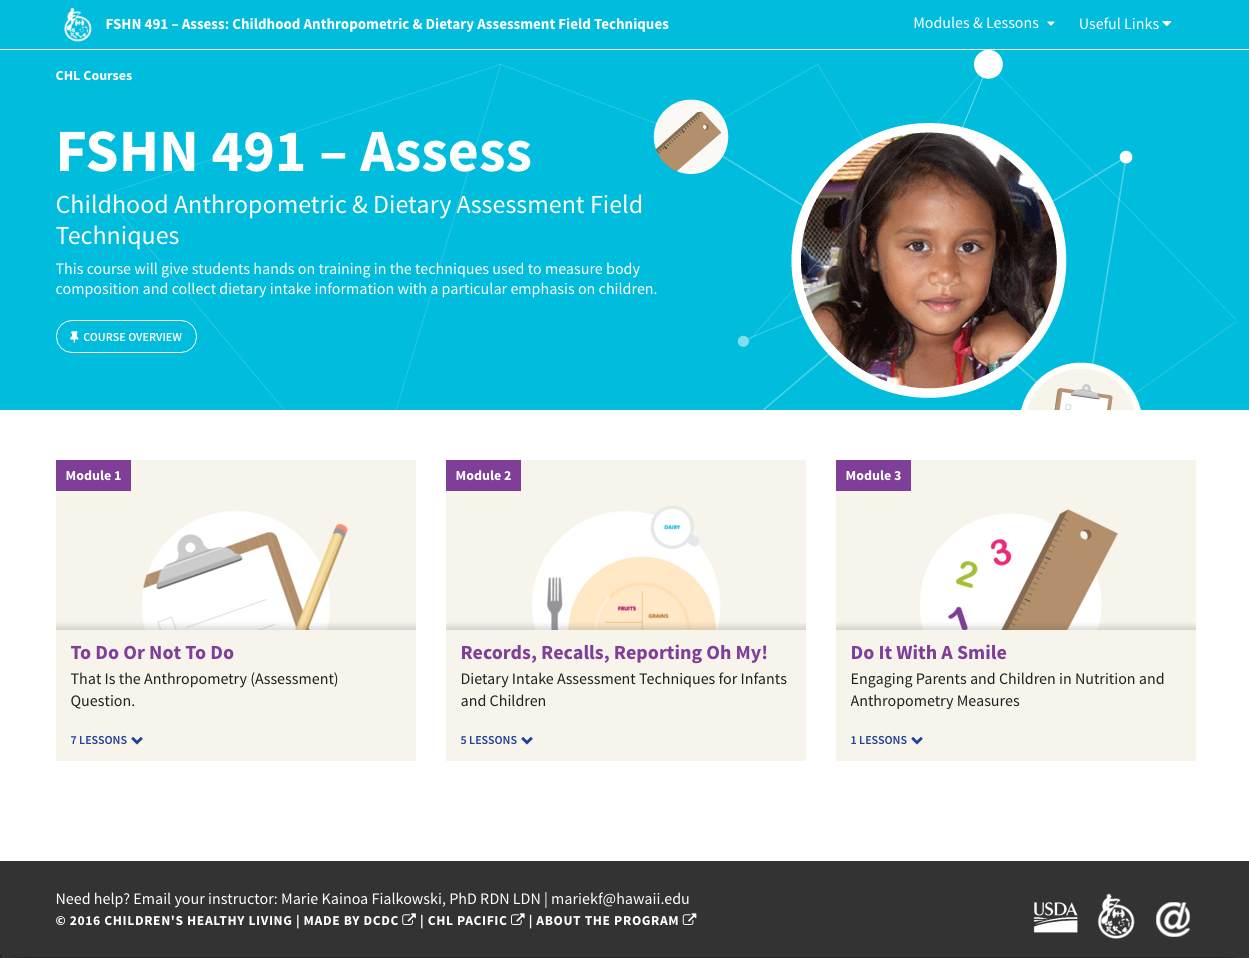 FSHN 491 – Assess: Childhood Anthropometric & Dietary Assessment Field Techniques
Modules & Lessons
Useful Links
CHL Courses
FSHN 491 – Assess
Childhood Anthropometric & Dietary Assessment Field
Techniques
This course will give students hands on training in the techniques used to measure body
composition and collect dietary intake information with a particular emphasis on children.
COURSE OVERVIEW
Module 1
To Do Or Not To Do
That Is the Anthropometry (Assessment)
Question.
7 LESSONS
Module 2
DAIRY
FRUITS
GRAINS
Records, Recalls, Reporting Oh My!
Dietary Intake Assessment Techniques for Infants
and Children
5 LESSONS
Module 3
3
2
1
Do It With A Smile
Engaging Parents and Children in Nutrition and
Anthropometry Measures
1 LESSONS
Need help? Email your instructor: Marie Kainoa Fialkowski, PhD RDN LDN | mariekf@hawaii.edu
© 2016 CHILDREN'S HEALTHY LIVING | MADE BY DCDC | CHL PACIFIC | ABOUT THE PROGRAM
USDA
@